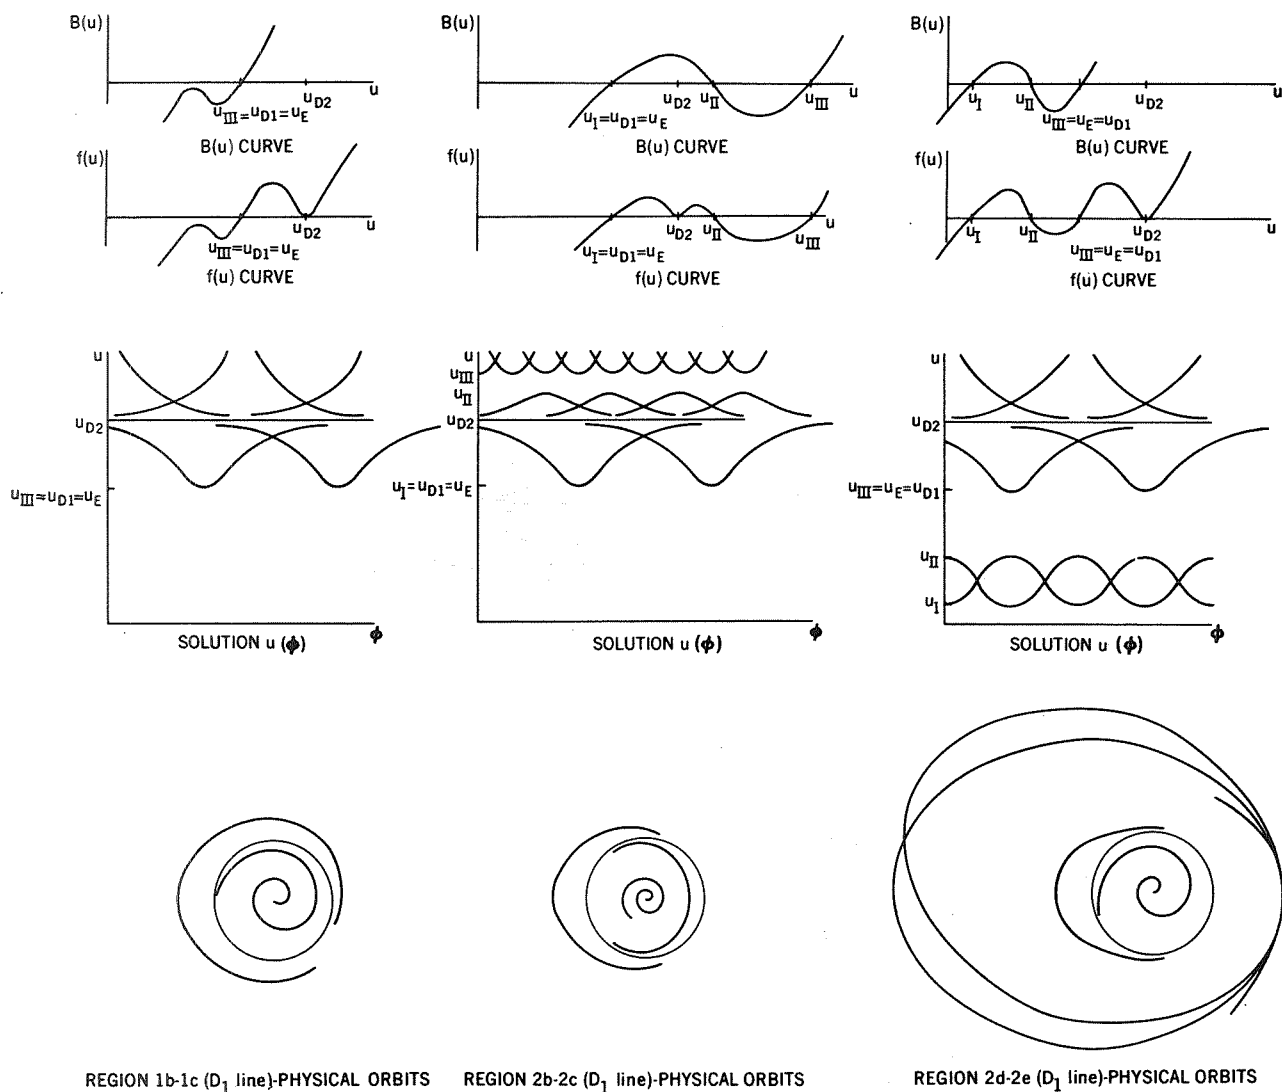 B(u)
u
u_D2
u_III=u_D1=u_E
B(u) CURVE
f(u)
u
u_D2
u_III=u_D1=u_E
f(u) CURVE
u
u_D2
u_III=u_D1=u_E
ϕ
SOLUTION u (ϕ)
REGION 1b-1c (D_1 line)-PHYSICAL ORBITS
B(u)
u_D2
u_II
u_III
u
u_I=u_D1=u_E
B(u) CURVE
f(u)
u
u_D2
u_II
u_III
u_I=u_D1=u_E
f(u) CURVE
u
u_III
u_II
u_D2
u_I=u_D1=u_E
ϕ
SOLUTION u (ϕ)
REGION 2b-2c (D_1 line)-PHYSICAL ORBITS
B(u)
u
u_I
u_II
u_D2
u_III=u_E=u_D1
B(u) CURVE
f(u)
u
u_I
u_II
u_D2
u_III=u_E=u_D1
f(u) CURVE
u
u_D2
u_III=u_E=u_D1
u_II
u_I
ϕ
SOLUTION u (ϕ)
REGION 2d-2e (D_1 line)-PHYSICAL ORBITS